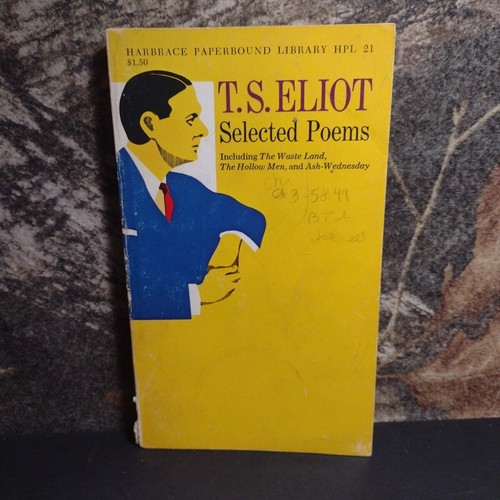 HARBRACE PAPERBOUND LIBRARY HPL 21
$1.50
T.S. ELIOT
Selected Poems
Including The Waste Land,
The Hollow Men, and Ash-Wednesday